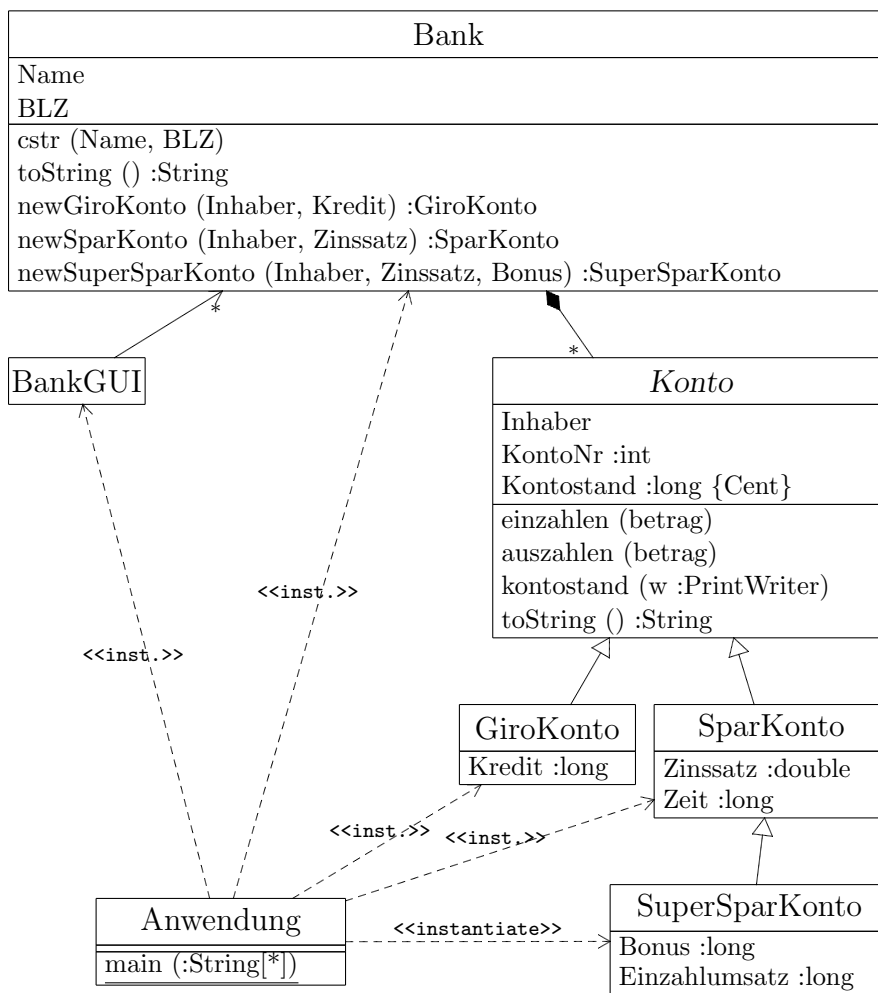 Bank
Name
BLZ
cstr (Name, BLZ)
toString () :String
newGiroKonto (Inhaber, Kredit) :GiroKonto
newSparKonto (Inhaber, Zinssatz) :SparKonto
newSuperSparKonto (Inhaber, Zinssatz, Bonus) :SuperSparKonto
*
*
BankGUI
Konto
Inhaber
KontoNr :int
Kontostand :long {Cent}
einzahlen (betrag)
auszahlen (betrag)
kontostand (w :PrintWriter)
toString () :String
<<inst.>>
<<inst.>>
GiroKonto
Kredit :long
SparKonto
Zinssatz :double
Zeit :long
<<inst.>>
<<inst.>>
Anwendung
main (:String[*])
<<instantiate>>
SuperSparKonto
Bonus :long
Einzahlumsatz :long